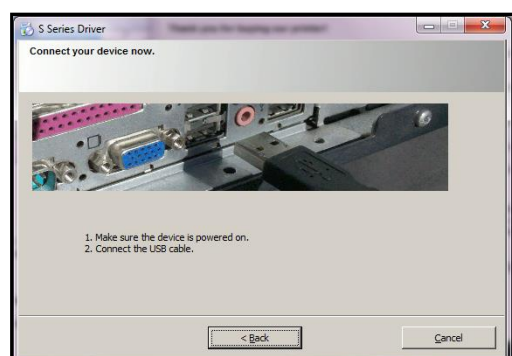 S Series Driver
Connect your device now.
1. Make sure the device is powered on.
2. Connect the USB cable.
< Back
Cancel